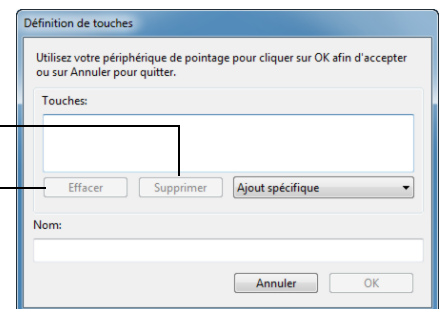 Définition de touches
Utilisez votre périphérique de pointage pour cliquer sur OK afin d'accepter
ou sur Annuler pour quitter.
Touches:
Effacer
Supprimer
Ajout spécifique
Nom:
Annuler
OK